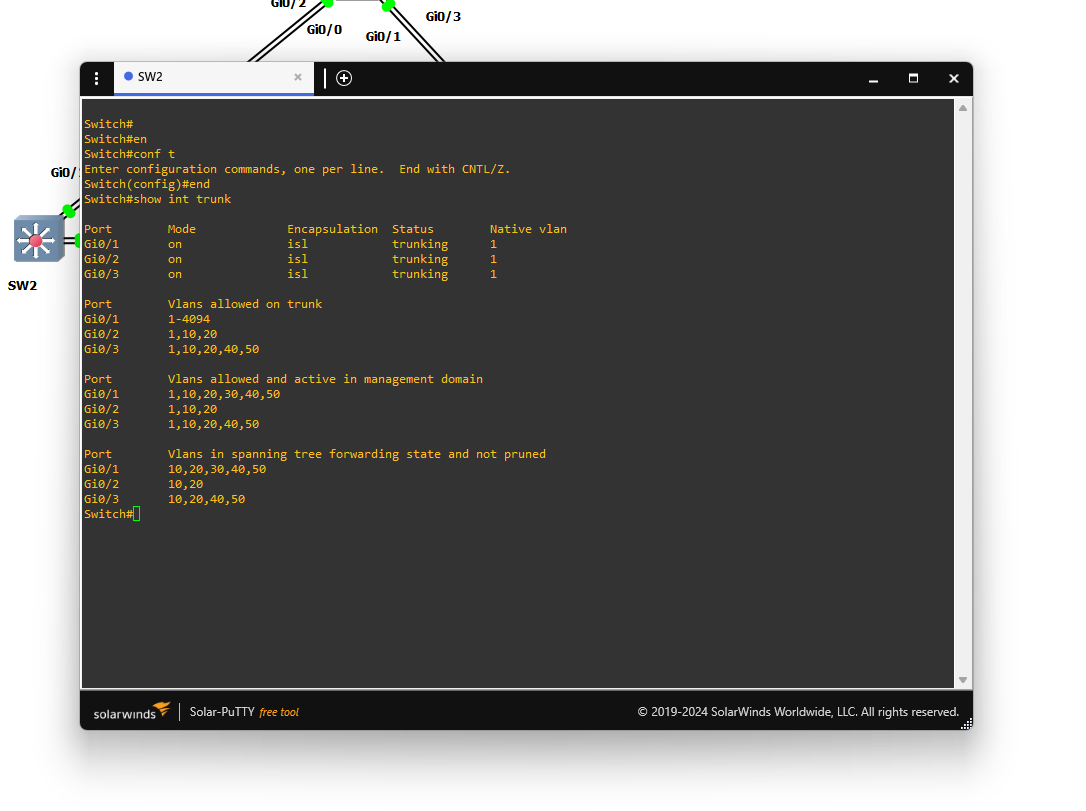 Gi0/2
Gi0/3
Gi0/0
Gi0/1
SW2
Switch#
Switch#en
Switch#conf t
Enter configuration commands, one per line.  End with CNTL/Z.
Switch(config)#end
Switch#show int trunk
Port        Mode             Encapsulation  Status        Native vlan
Gi0/1       on               isl            trunking      1
Gi0/2       on               isl            trunking      1
Gi0/3       on               isl            trunking      1
Port        Vlans allowed on trunk
Gi0/1       1-4094
Gi0/2       1,10,20
Gi0/3       1,10,20,40,50
Port        Vlans allowed and active in management domain
Gi0/1       1,10,20,30,40,50
Gi0/2       1,10,20
Gi0/3       1,10,20,40,50
Port        Vlans in spanning tree forwarding state and not pruned
Gi0/1       10,20,30,40,50
Gi0/2       10,20
Gi0/3       10,20,40,50
Switch#
Gi0/
SW2
solarwinds Solar-PuTTY free tool
© 2019-2024 SolarWinds Worldwide, LLC. All rights reserved.